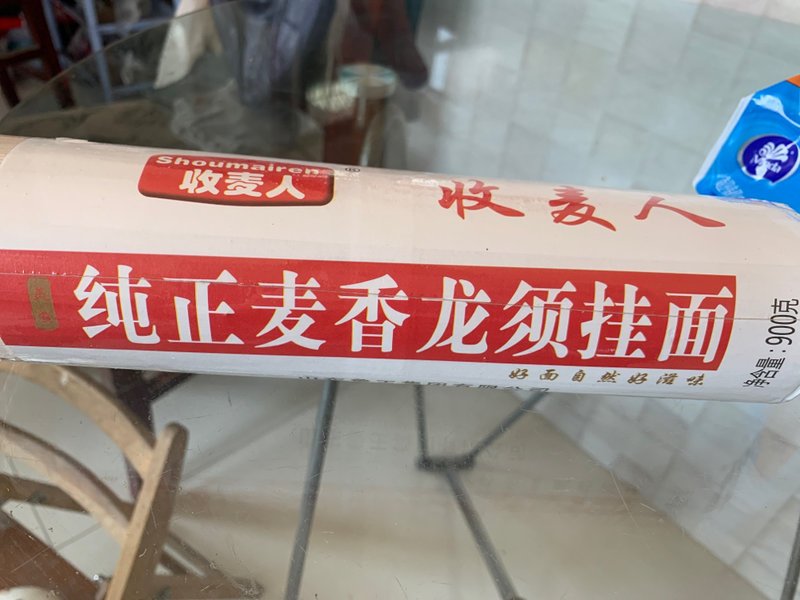 Shoumairen
收麦人
®
收麦人
纯正麦香龙须挂面
好面自然好滋味
净含量:900克